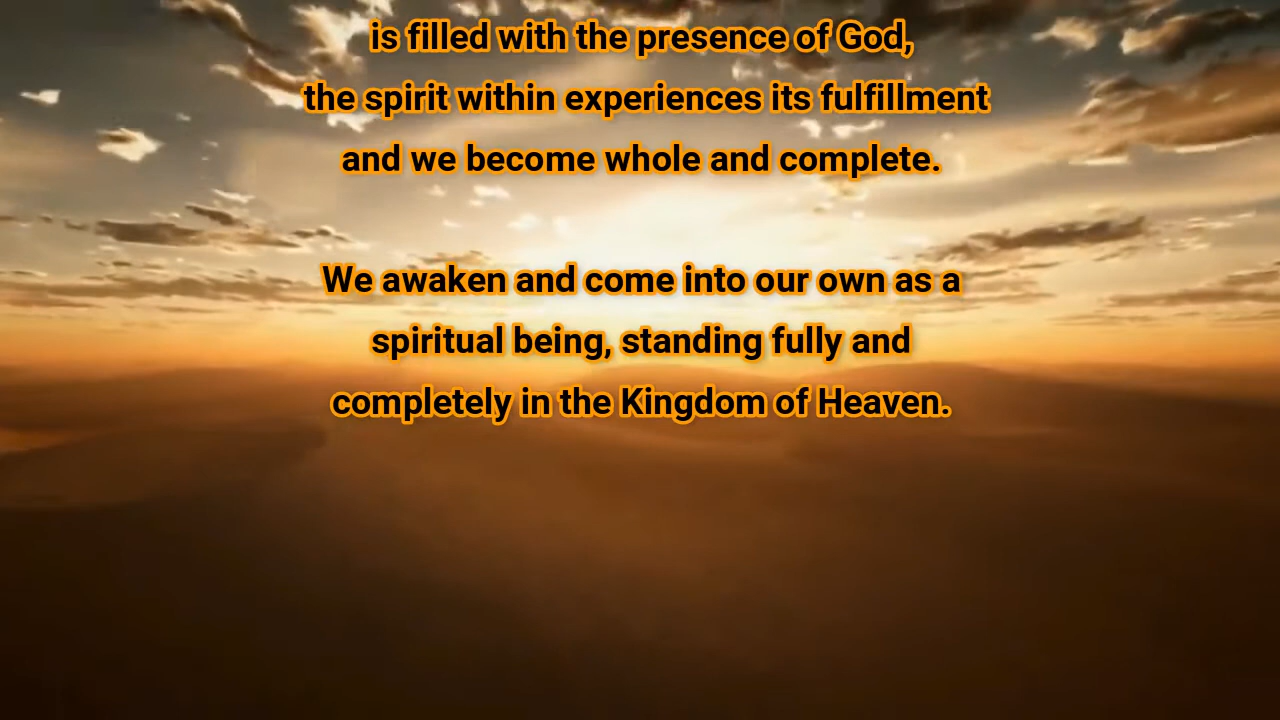 is filled with the presence of God,
the spirit within experiences its fulfillment
and we become whole and complete.
We awaken and come into our own as a
spiritual being, standing fully and
completely in the Kingdom of Heaven.